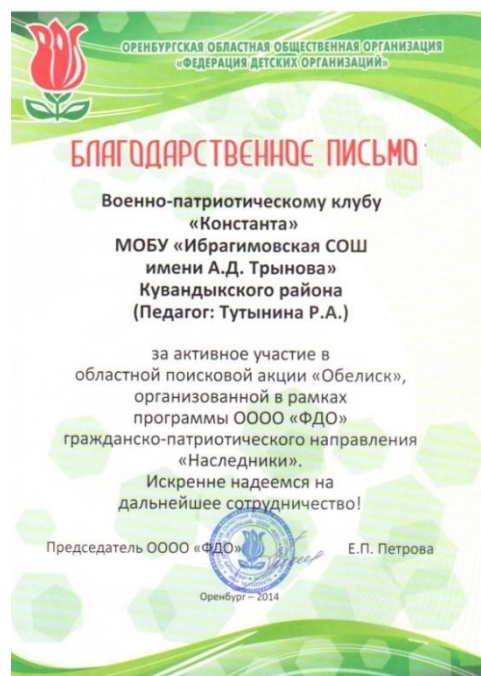 ОРЕНБУРГСКАЯ ОБЛАСТНАЯ ОБЩЕСТВЕННАЯ ОРГАНИЗАЦИЯ
«ФЕДЕРАЦИЯ ДЕТСКИХ ОРГАНИЗАЦИЙ»
БЛАГОДАРСТВЕННОЕ ПИСЬМО
Военно-патриотическому клубу
«Константа»
МОБУ «Ибрагимовская СОШ
имени А.Д. Трынова»
Кувандыкского района
(Педагог: Тутынина Р.А.)
за активное участие в
областной поисковой акции «Обелиск»,
организованной в рамках
программы ОООО «ФДО»
гражданско-патриотического направления
«Наследники».
Искренне надеемся на
дальнейшее сотрудничество!
Председатель ОООО «ФДО»
Е.П. Петрова
Оренбург – 2014